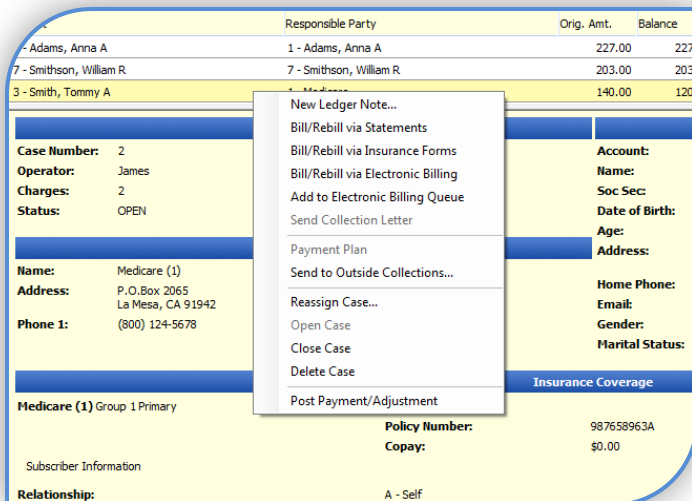 Responsible Party Orig. Amt. Balance
Adams, Anna A 1 - Adams, Anna A 227.00 227
7 - Smithson, William R 7 - Smithson, William R 203.00 203
3 - Smith, Tommy A 1 - Medicare 140.00 120
New Ledger Note...
Bill/Rebill via Statements
Bill/Rebill via Insurance Forms
Bill/Rebill via Electronic Billing
Add to Electronic Billing Queue
Send Collection Letter
Payment Plan
Send to Outside Collections...
Reassign Case...
Open Case
Close Case
Delete Case
Post Payment/Adjustment
Case Number: 2
Operator: James
Charges: 2
Status: OPEN
Account:
Name:
Soc Sec:
Date of Birth:
Age:
Address:
Home Phone:
Email:
Gender:
Marital Status:
Name: Medicare (1)
Address: P.O.Box 2065
La Mesa, CA 91942
Phone 1: (800) 124-5678
Insurance Coverage
Medicare (1) Group 1 Primary
Policy Number: 987658963A
Copay: $0.00
Subscriber Information
Relationship: A - Self